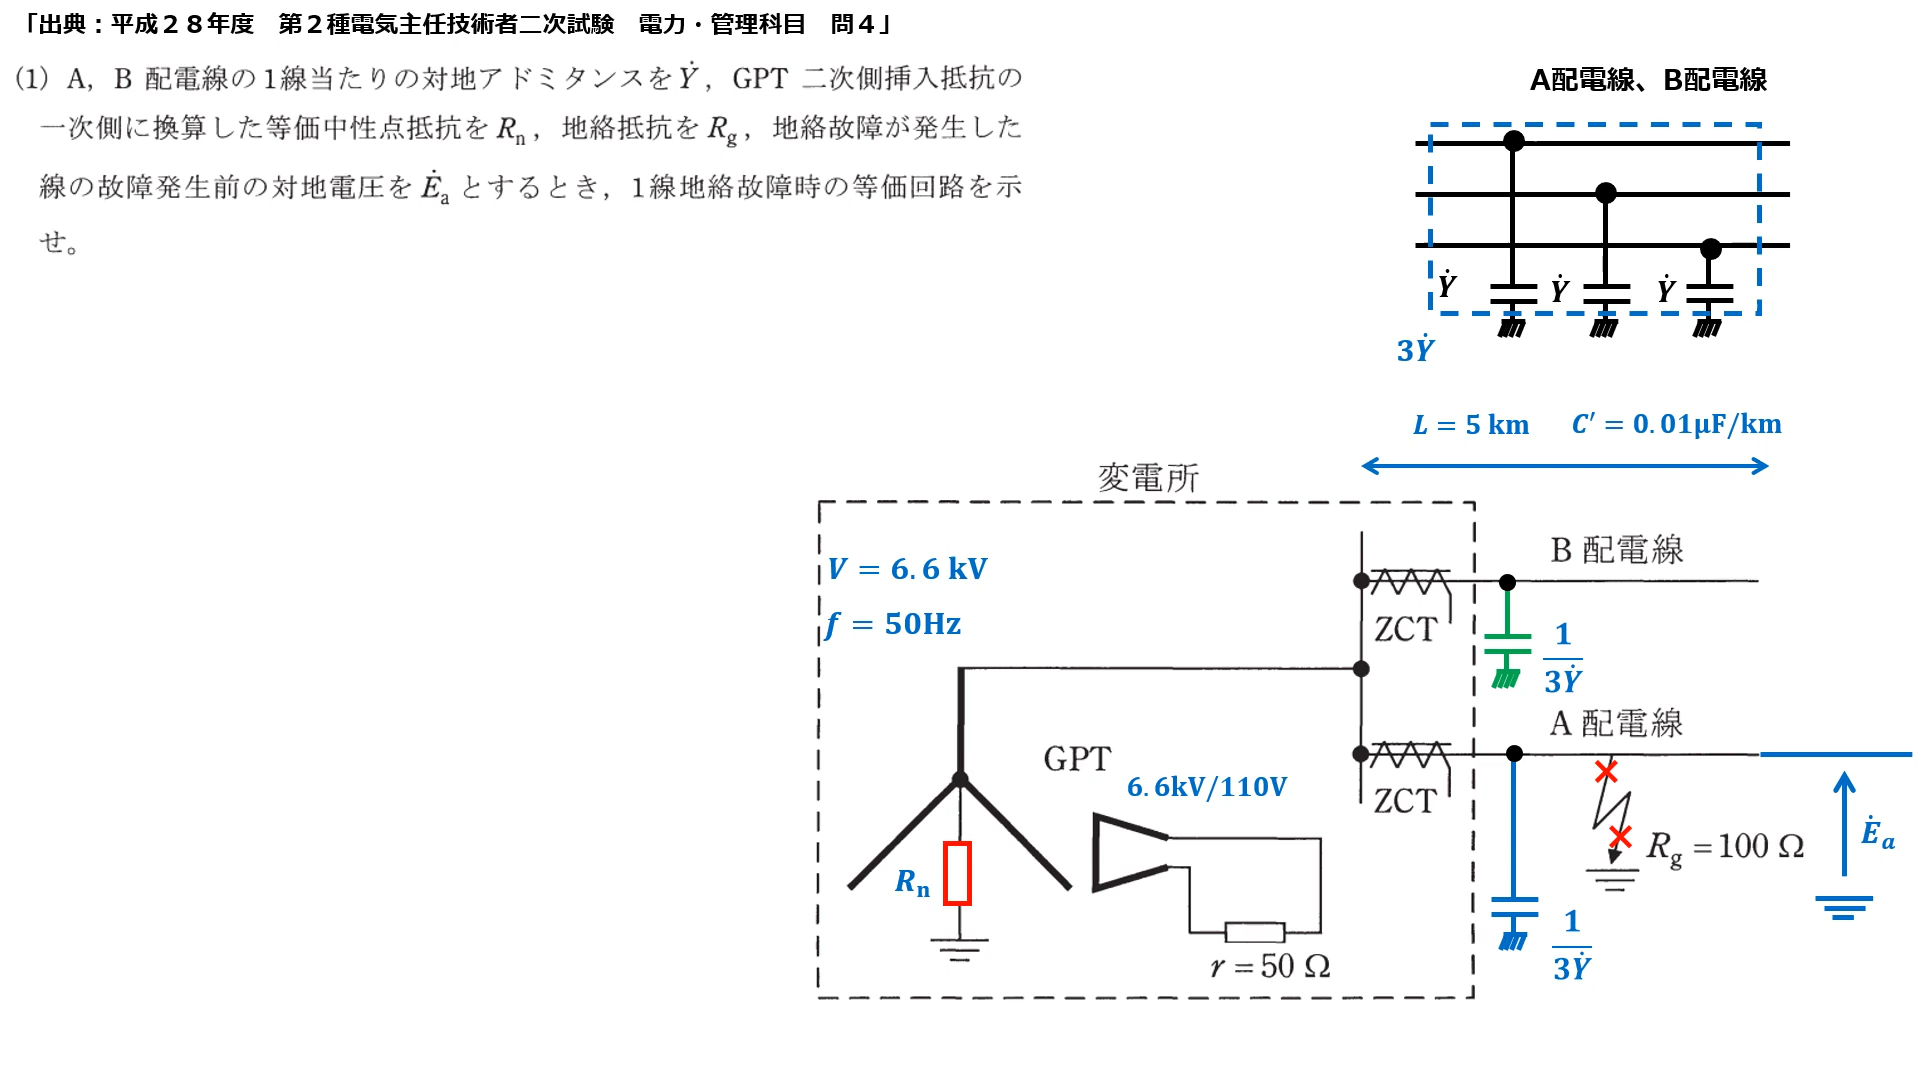 「出典：平成２８年度　第２種電気主任技術者二次試験　電力・管理科目　問４」
(1) A，B 配電線の1線当たりの対地アドミタンスをẎ，GPT 二次側挿入抵抗の
一次側に換算した等価中性点抵抗をRn，地絡抵抗をRg，地絡故障が発生した
線の故障発生前の対地電圧をĖaとするとき，1線地絡故障時の等価回路を示
せ。
A配電線、B配電線
Ẏ Ẏ Ẏ
3Ẏ
L = 5 km C′ = 0.01μF/km
変電所
V = 6.6 kV
f = 50Hz
B 配電線
ZCT
1/3Ẏ
A 配電線
GPT
6.6kV/110V
ZCT
Rn
Rg = 100 Ω
Ėa
r = 50 Ω
1/3Ẏ